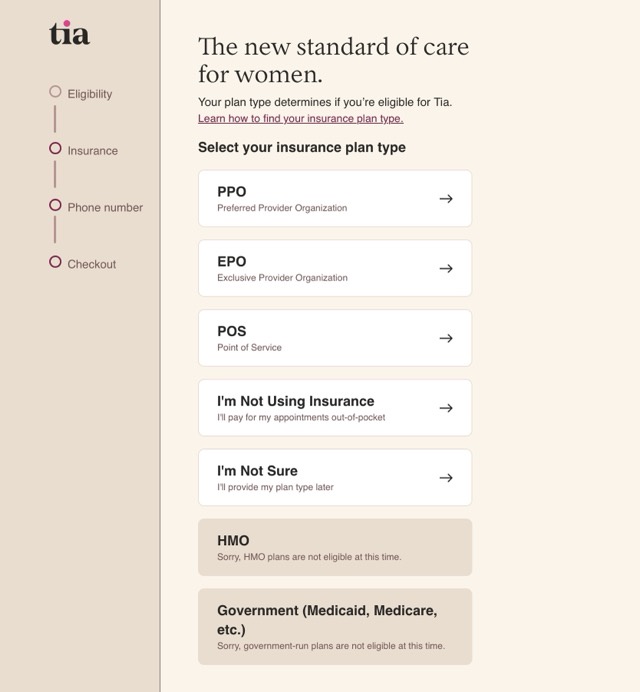 tia
Eligibility
Insurance
Phone number
Checkout
The new standard of care
for women.
Your plan type determines if you're eligible for Tia.
Learn how to find your insurance plan type.
Select your insurance plan type
PPO
Preferred Provider Organization
EPO
Exclusive Provider Organization
POS
Point of Service
I'm Not Using Insurance
I'll pay for my appointments out-of-pocket
I'm Not Sure
I'll provide my plan type later
HMO
Sorry, HMO plans are not eligible at this time.
Government (Medicaid, Medicare,
etc.)
Sorry, government-run plans are not eligible at this time.